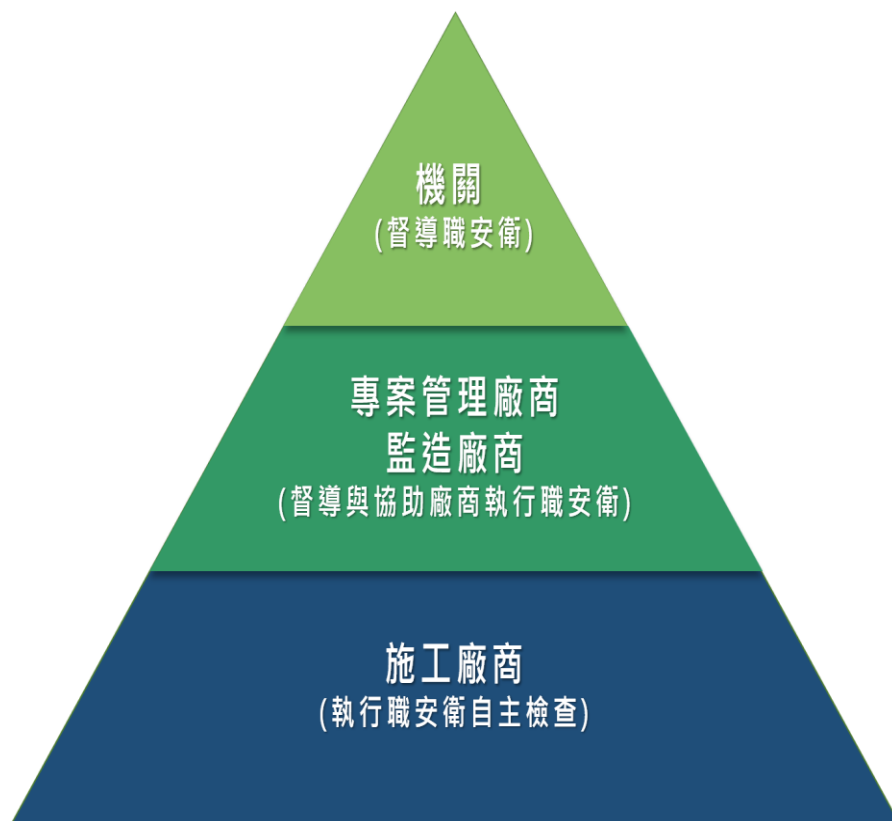 機關
(督導職安衛)
專案管理廠商
監造廠商
(督導與協助廠商執行職安衛)
施工廠商
(執行職安衛自主檢查)